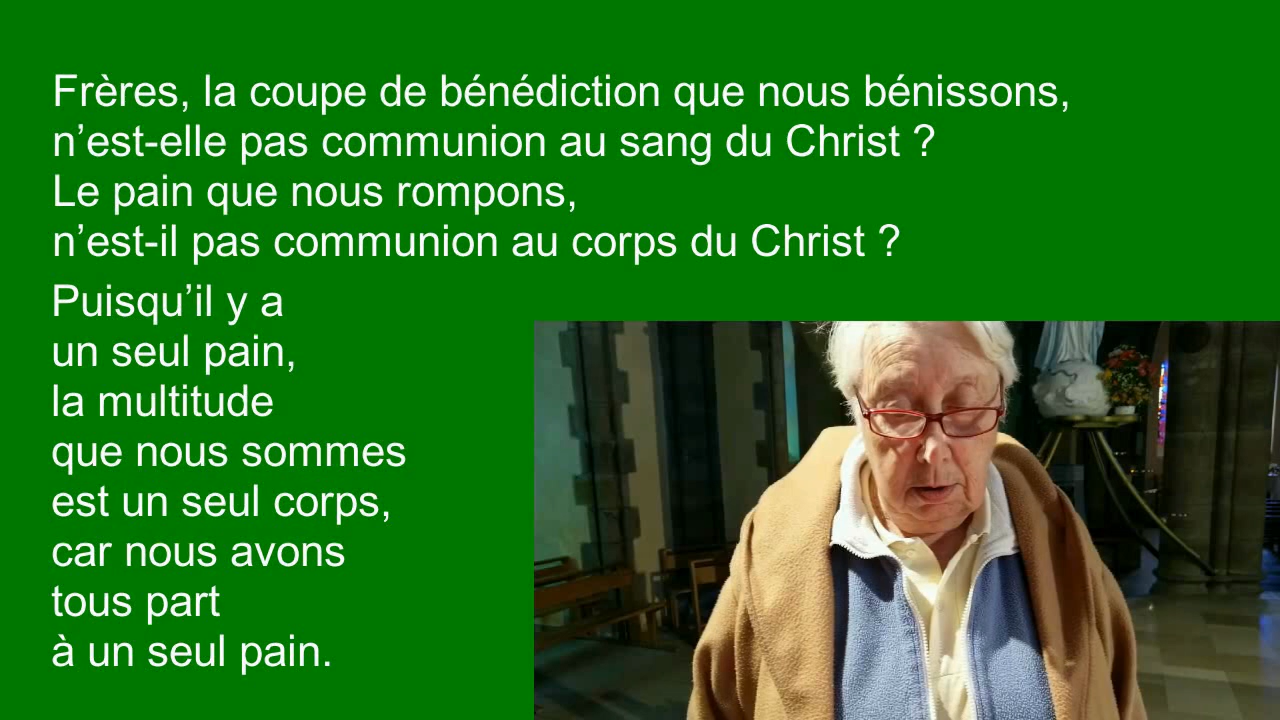 Frères, la coupe de bénédiction que nous bénissons,
n’est-elle pas communion au sang du Christ ?
Le pain que nous rompons,
n’est-il pas communion au corps du Christ ?
Puisqu’il y a
un seul pain,
la multitude
que nous sommes
est un seul corps,
car nous avons
tous part
à un seul pain.